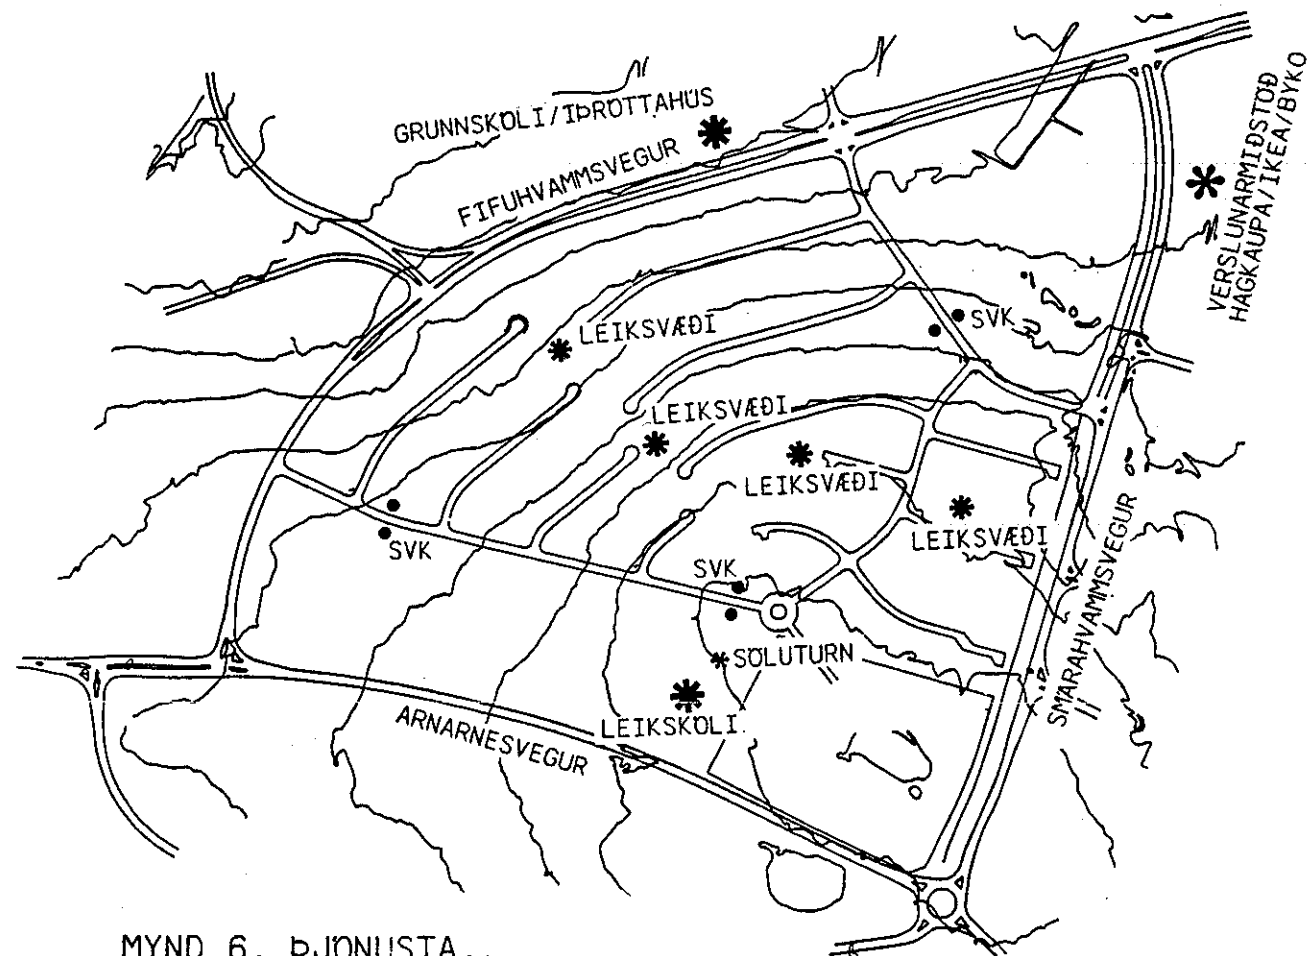 GRUNNSKÓLI/ÍÞRÓTTAHÚS
FIFUHVAMMSVEGUR
VERSLUNARMIÐSTÖÐ
HAGKAUPA/IKEA/BYKO
LEIKSVÆÐI
SVK
LEIKSVÆÐI
LEIKSVÆÐI
LEIKSVÆÐI
SVK
SVK
SMÁRAHVAMMSVEGUR
SÖLUTURN
LEIKSKÓLI.
ARNARNESVEGUR
MYND 6. ÞJÓNUSTA..